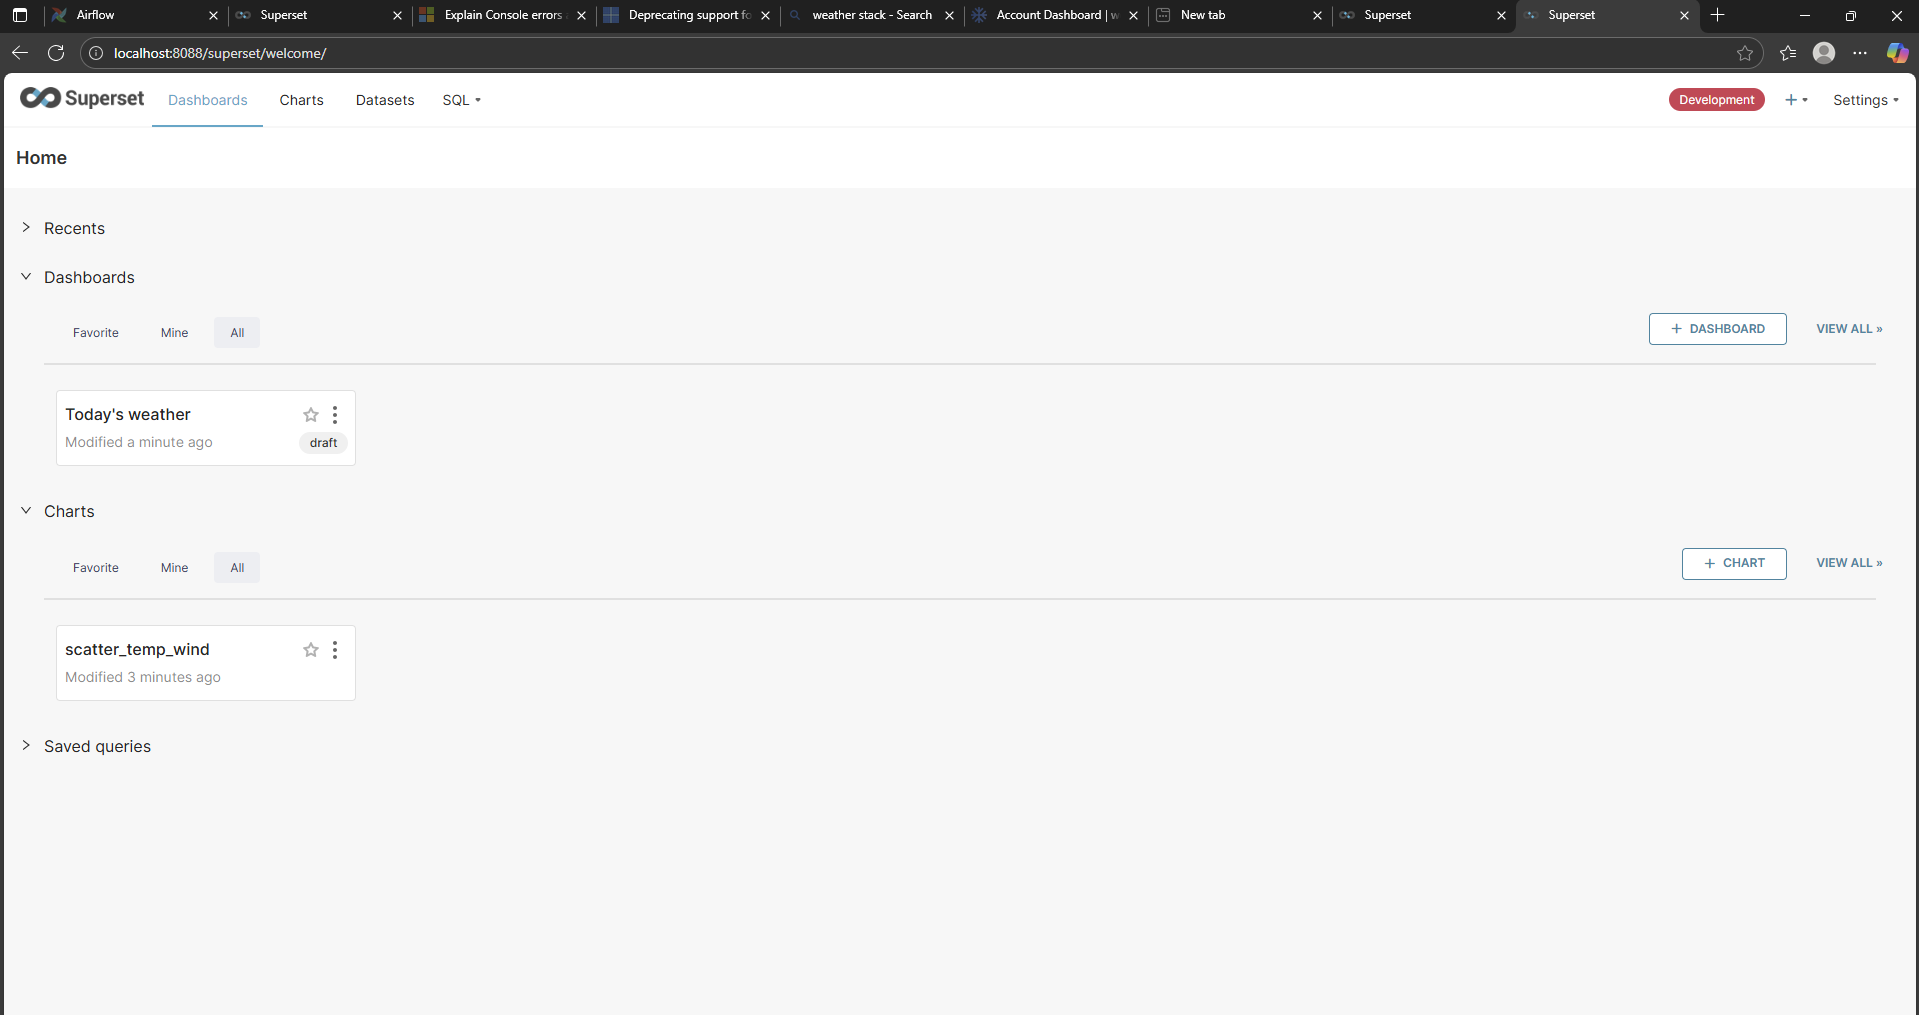 Airflow
Superset
Explain Console errors
Deprecating support fo
weather stack - Search
Account Dashboard | w
New tab
Superset
Superset
localhost:8088/superset/welcome/
Superset
Dashboards
Charts
Datasets
SQL
Development
Settings
Home
Recents
Dashboards
Favorite
Mine
All
+ DASHBOARD
VIEW ALL »
Today's weather
Modified a minute ago
draft
Charts
Favorite
Mine
All
+ CHART
VIEW ALL »
scatter_temp_wind
Modified 3 minutes ago
Saved queries